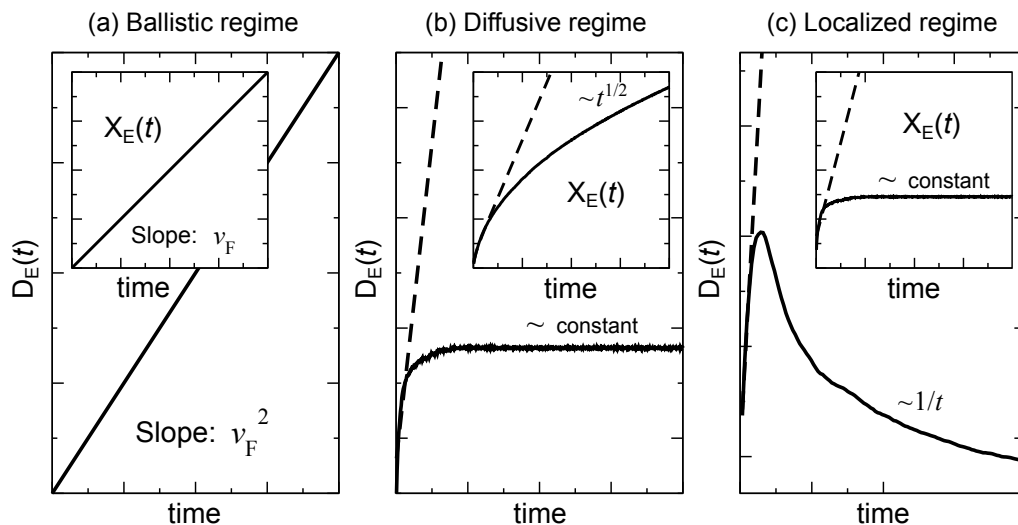 (a) Ballistic regime
X_E(t)
Slope: v_F
time
D_E(t)
Slope: v_F^2
time
(b) Diffusive regime
~t^{1/2}
X_E(t)
time
D_E(t)
~ constant
time
(c) Localized regime
X_E(t)
~ constant
time
D_E(t)
~1/t
time